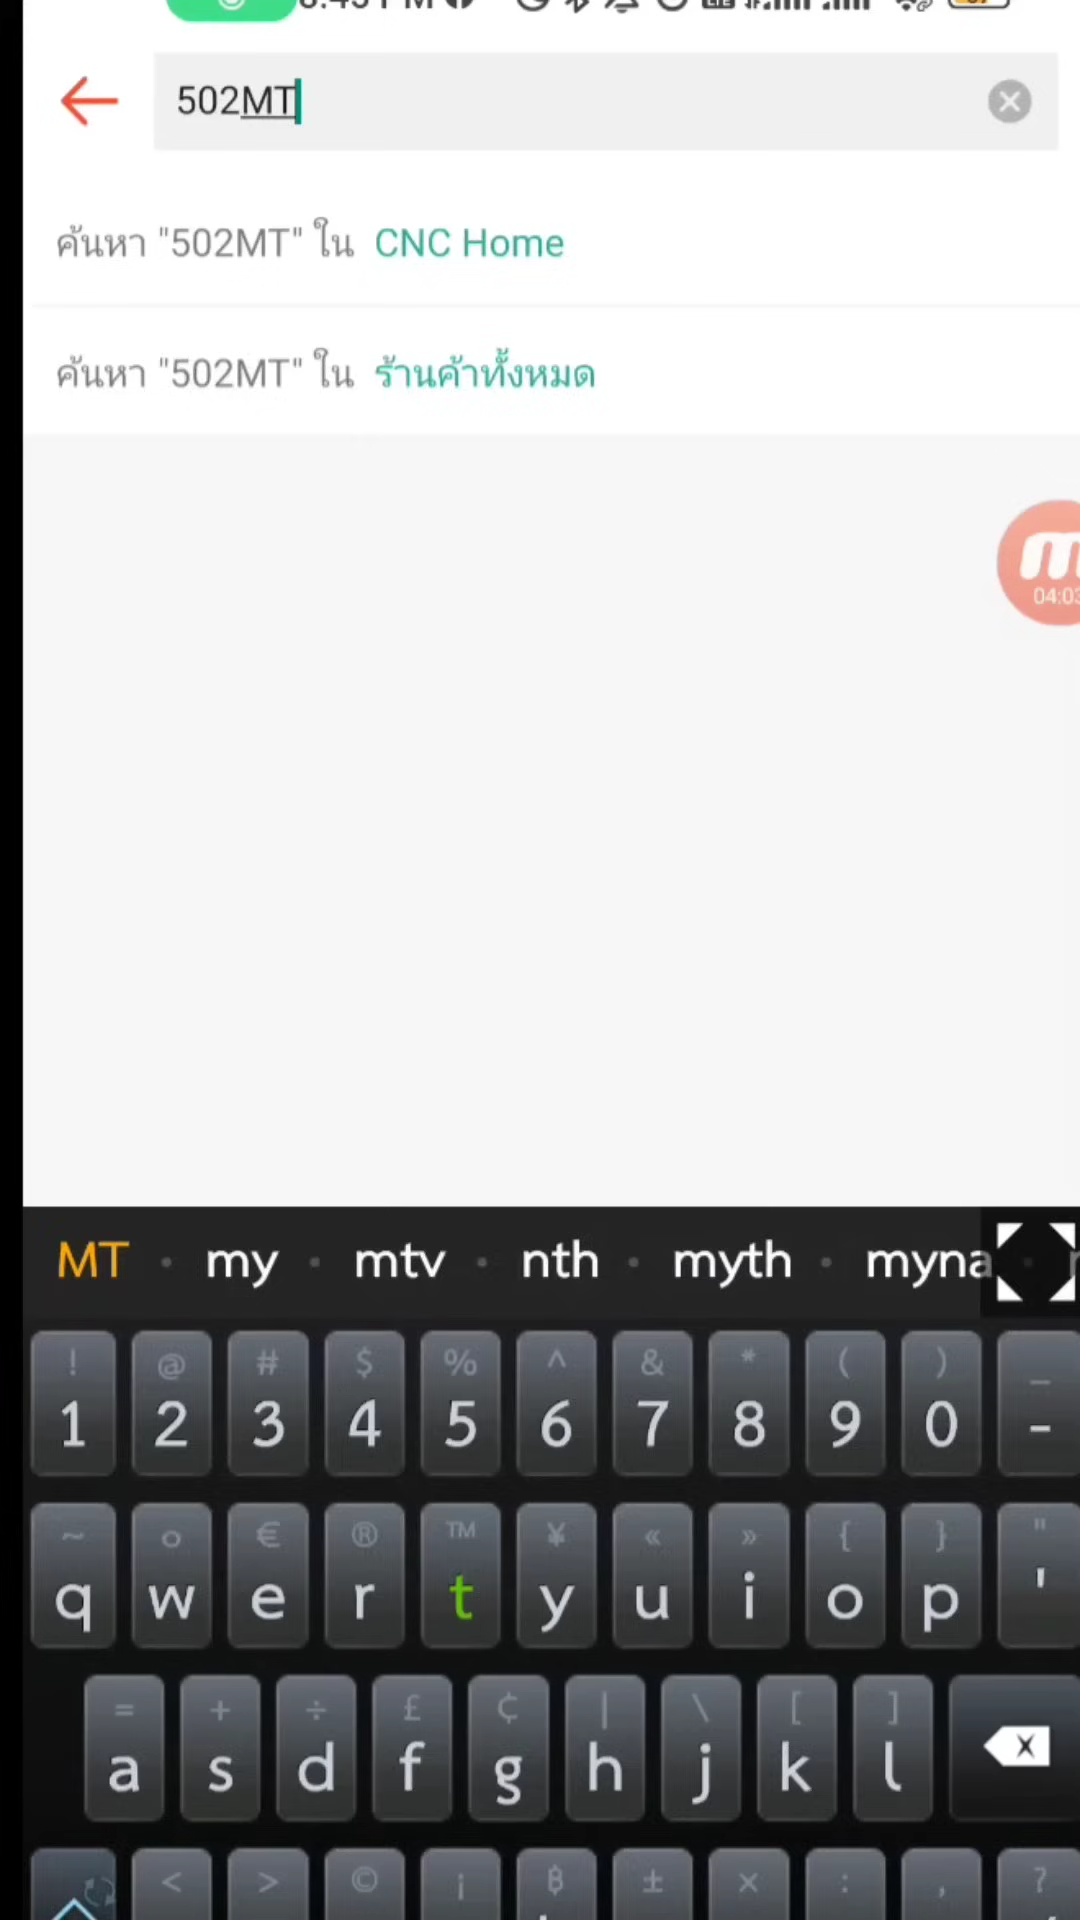 502MT
ค้นหา "502MT" ใน CNC Home
ค้นหา "502MT" ใน ร้านค้าทั้งหมด
m
04:03
MT · my · mtv · nth · myth · myna
! @ # $ % ^ & * ( ) _
1 2 3 4 5 6 7 8 9 0 -
~ ° € ® ™ ¥ « » { } "
q w e r t y u i o p '
= + ÷ £ ¢ | \ [ ]
a s d f g h j k l
< > © ¡ ฿ ± × : , ?